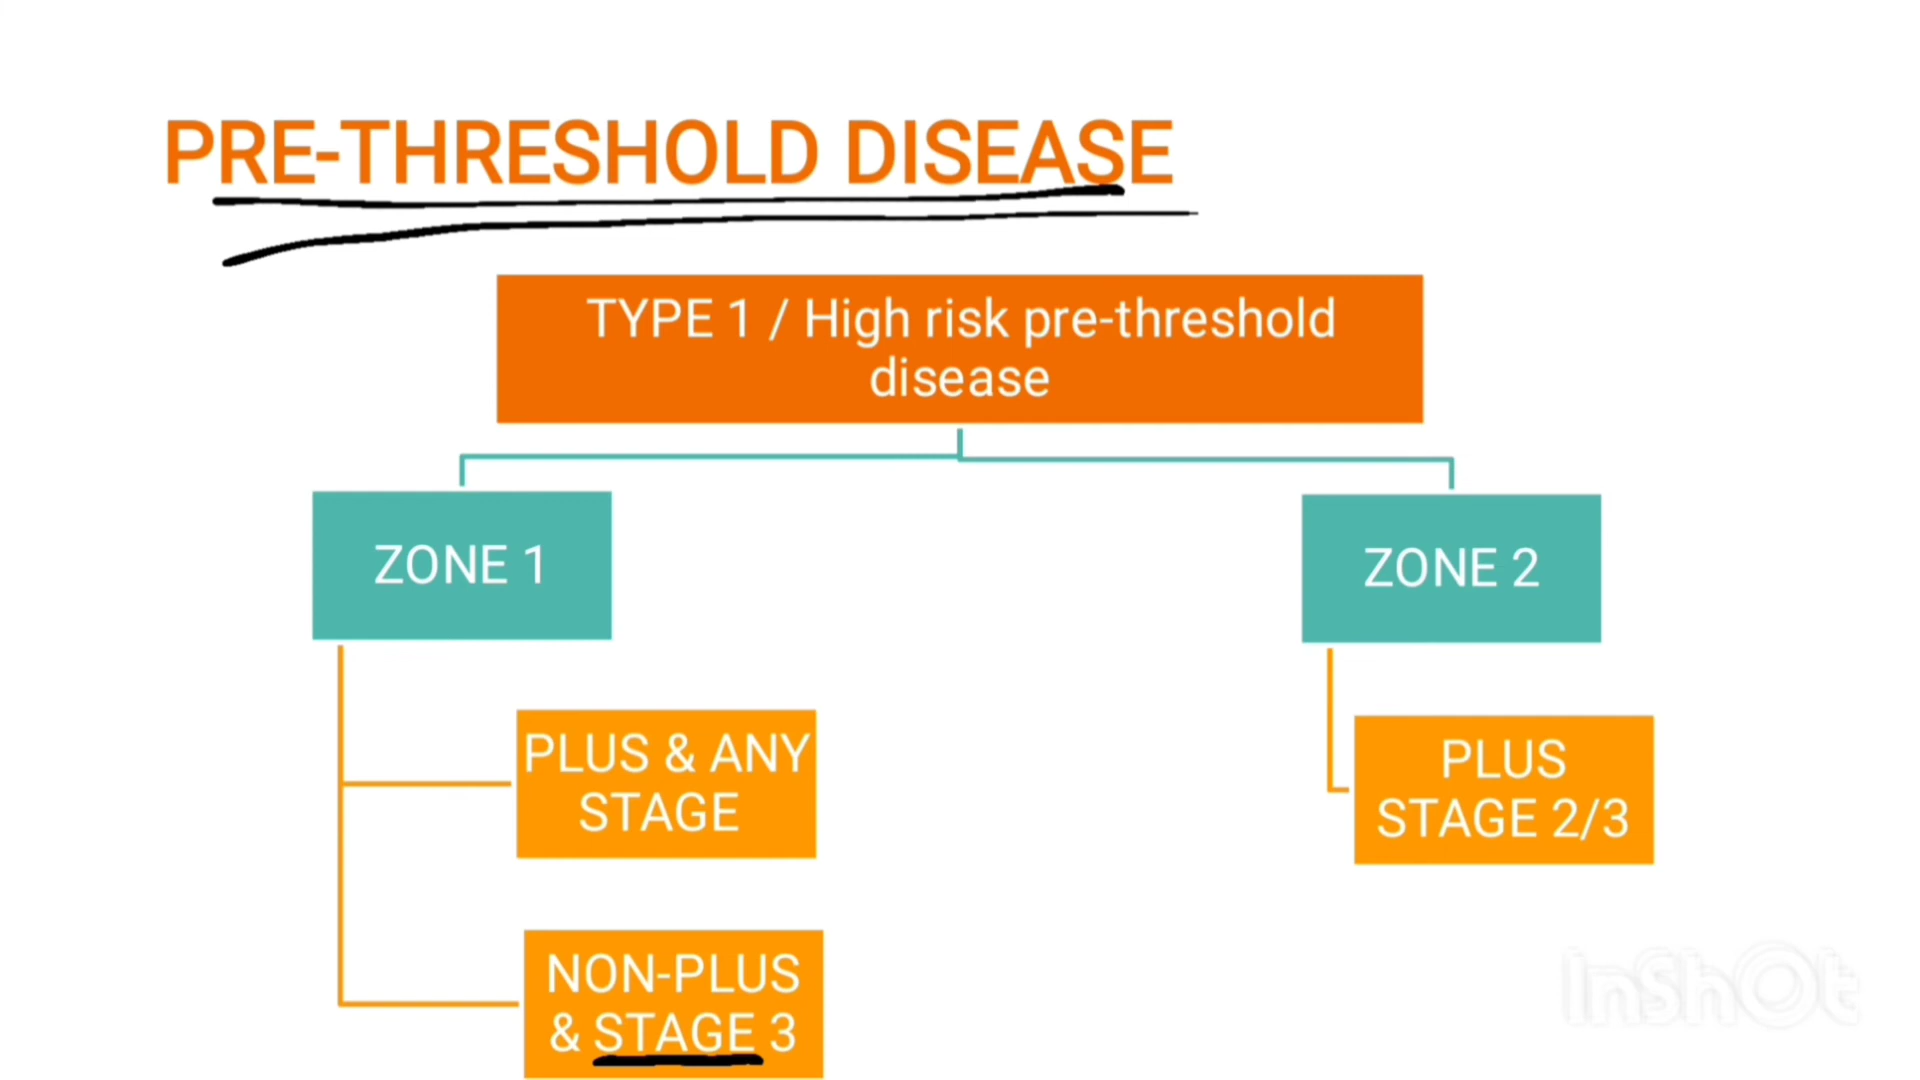 PRE-THRESHOLD DISEASE
TYPE 1 / High risk pre-threshold
disease
ZONE 1
ZONE 2
PLUS & ANY
STAGE
PLUS
STAGE 2/3
NON-PLUS
& STAGE 3
InShOt